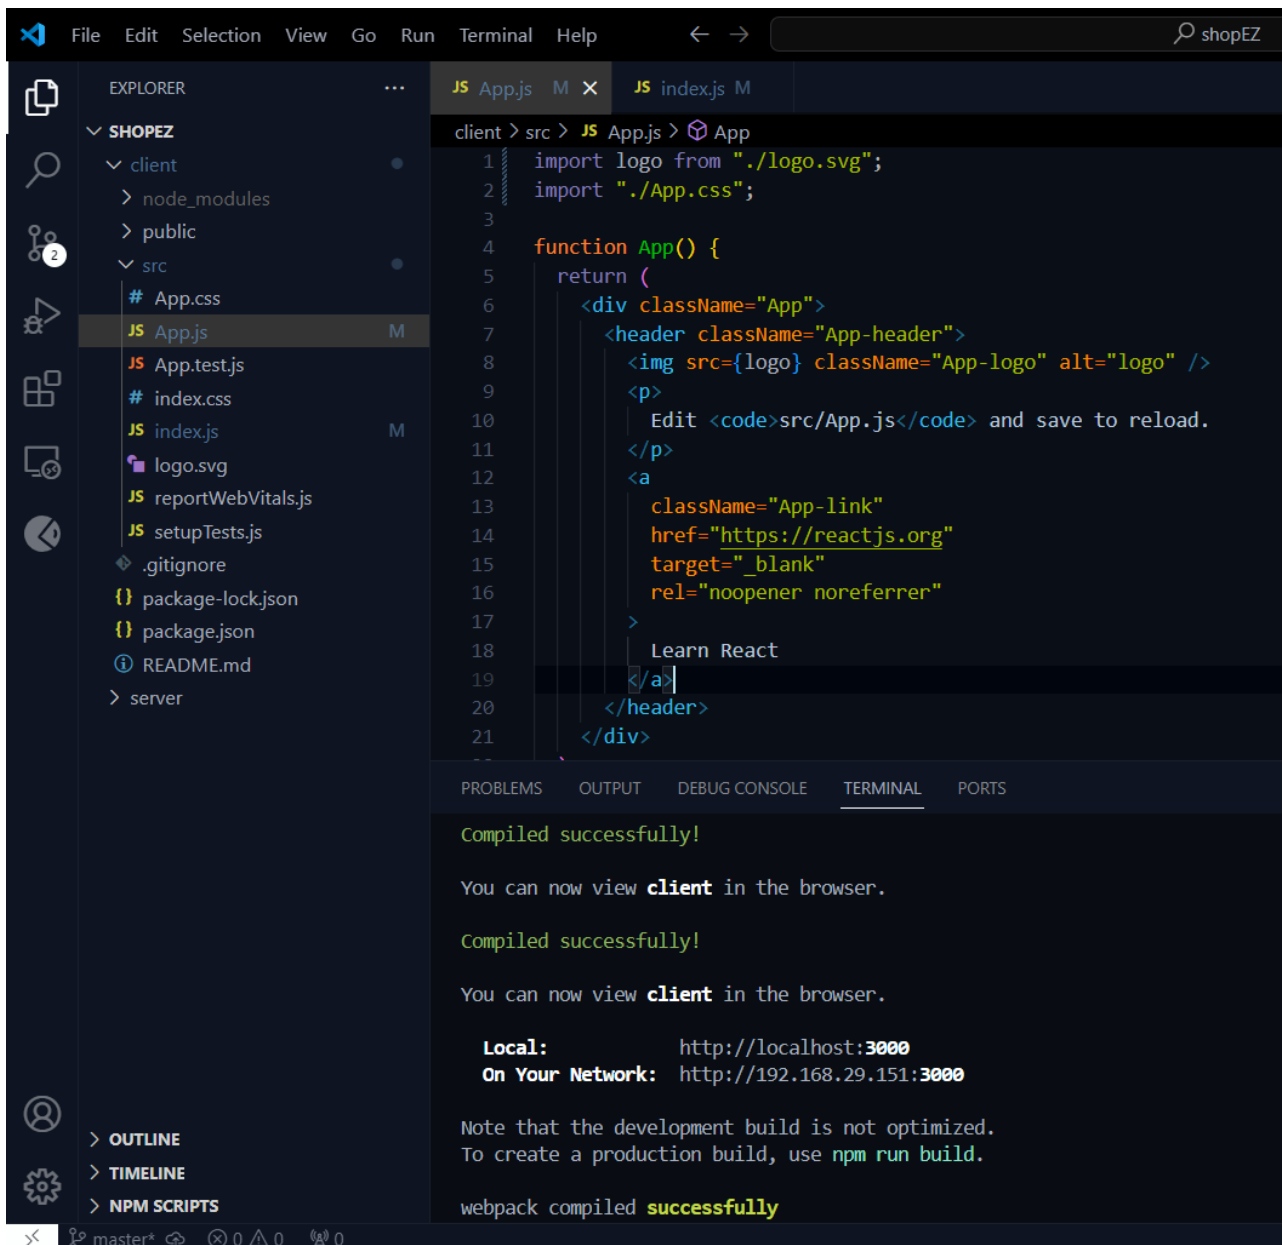 File Edit Selection View Go Run Terminal Help
shopEZ
EXPLORER
SHOPEZ
client
node_modules
public
src
# App.css
JS App.js M
JS App.test.js
# index.css
JS index.js M
logo.svg
JS reportWebVitals.js
JS setupTests.js
.gitignore
{} package-lock.json
{} package.json
README.md
server
OUTLINE
TIMELINE
NPM SCRIPTS
2
JS App.js M JS index.js M
client > src > JS App.js > App
1 import logo from "./logo.svg";
2 import "./App.css";
3
4 function App() {
5 return (
6 <div className="App">
7 <header className="App-header">
8 <img src={logo} className="App-logo" alt="logo" />
9 <p>
10 Edit <code>src/App.js</code> and save to reload.
11 </p>
12 <a
13 className="App-link"
14 href="https://reactjs.org"
15 target="_blank"
16 rel="noopener noreferrer"
17 >
18 Learn React
19 </a>
20 </header>
21 </div>
PROBLEMS OUTPUT DEBUG CONSOLE TERMINAL PORTS
Compiled successfully!
You can now view client in the browser.
Compiled successfully!
You can now view client in the browser.
Local: http://localhost:3000
On Your Network: http://192.168.29.151:3000
Note that the development build is not optimized.
To create a production build, use npm run build.
webpack compiled successfully
master* 0 0 0